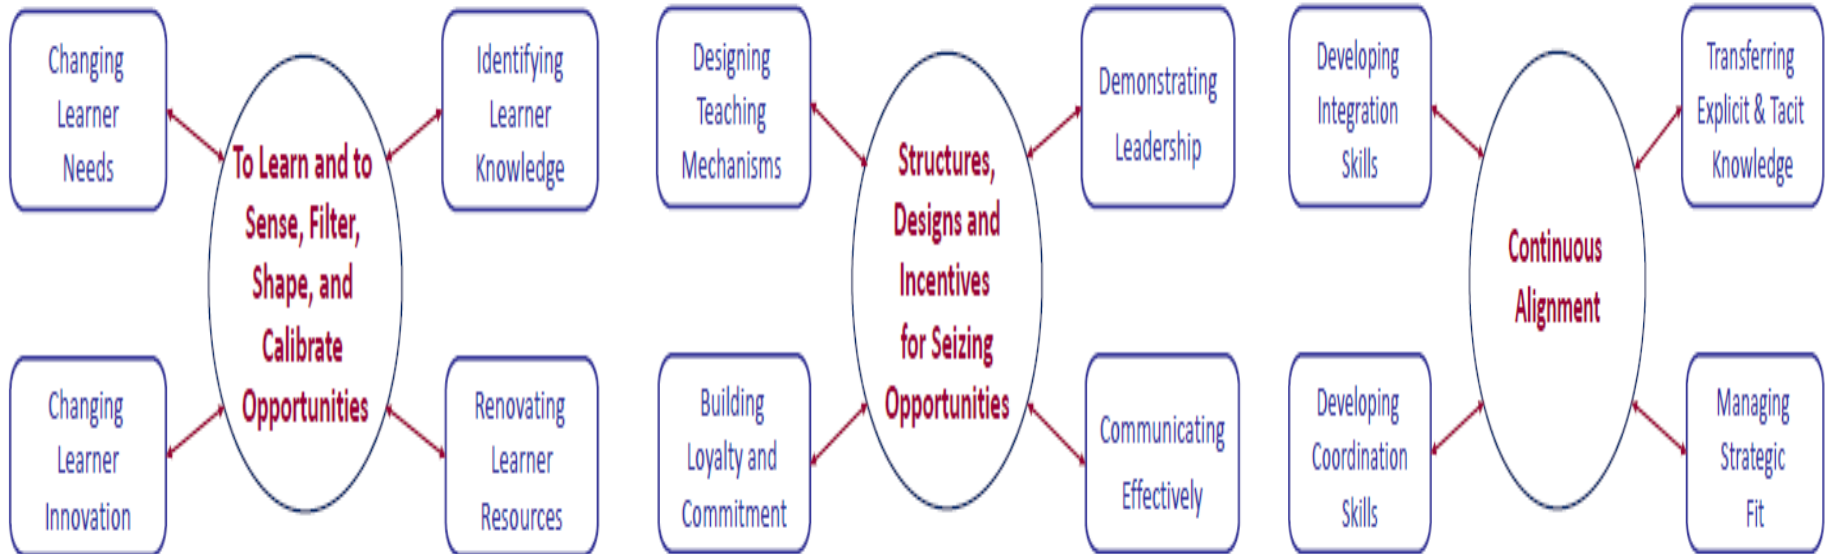 Changing
Learner
Needs
Identifying
Learner
Knowledge
To Learn and to
Sense, Filter,
Shape, and
Calibrate
Opportunities
Changing
Learner
Innovation
Renovating
Learner
Resources
Designing
Teaching
Mechanisms
Demonstrating
Leadership
Structures,
Designs and
Incentives
for Seizing
Opportunities
Building
Loyalty and
Commitment
Communicating
Effectively
Developing
Integration
Skills
Transferring
Explicit & Tacit
Knowledge
Continuous
Alignment
Developing
Coordination
Skills
Managing
Strategic
Fit